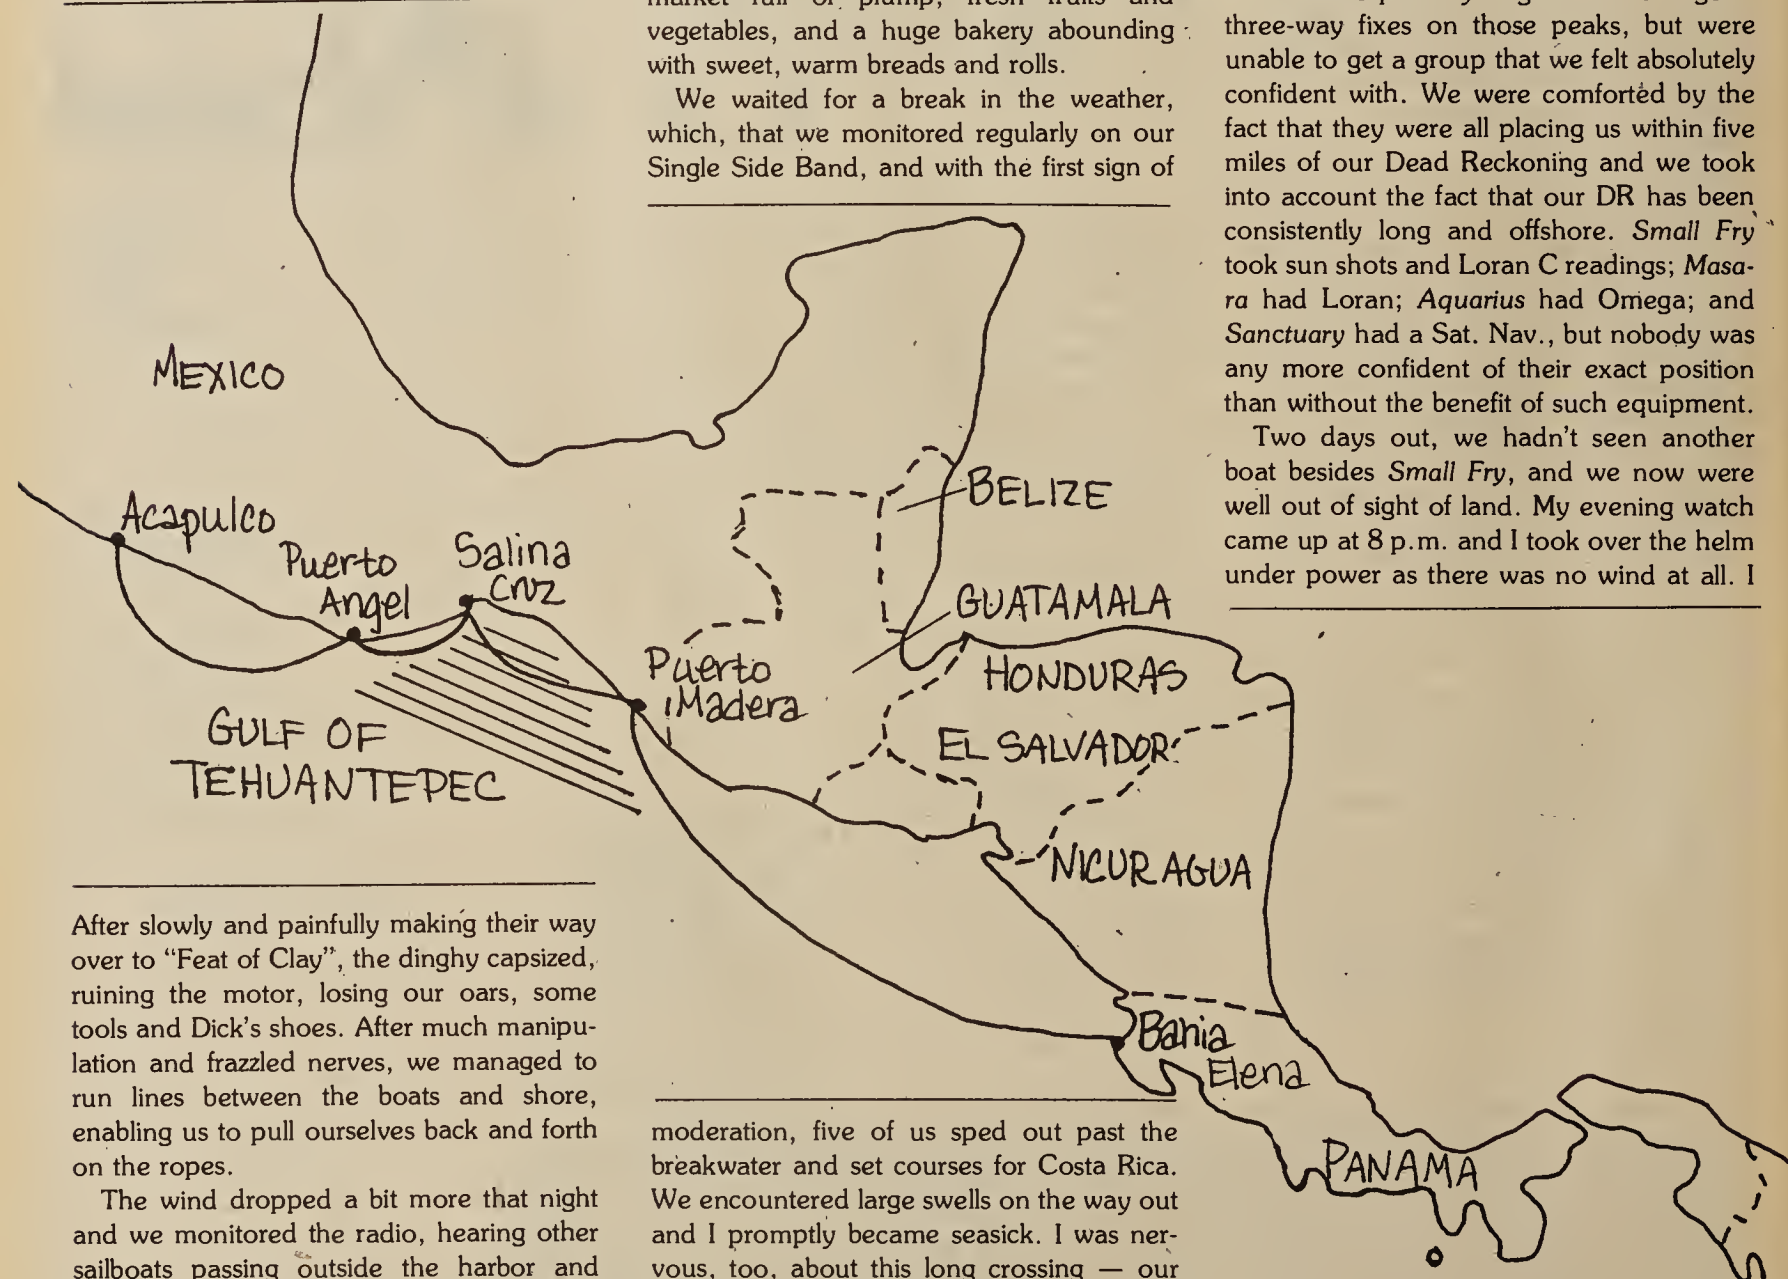 MEXICO
Acapulco
Puerto
Angel
Salina
Cruz
GULF OF
TEHUANTEPEC
Puerto
Madera
BELIZE
GUATAMALA
HONDURAS
EL SALVADOR
NICURAGUA
Bahia
Elena
PANAMA
After slowly and painfully making their way
over to “Feat of Clay”, the dinghy capsized,
ruining the motor, losing our oars, some
tools and Dick's shoes. After much manipu-
lation and frazzled nerves, we managed to
run lines between the boats and shore,
enabling us to pull ourselves back and forth
on the ropes.
The wind dropped a bit more that night
and we monitored the radio, hearing other
sailboats passing outside the harbor and
market full of plump, fresh fruits and
vegetables, and a huge bakery abounding
with sweet, warm breads and rolls.
We waited for a break in the weather,
which, that we monitored regularly on our
Single Side Band, and with the first sign of
moderation, five of us sped out past the
breakwater and set courses for Costa Rica.
We encountered large swells on the way out
and I promptly became seasick. I was ner-
vous, too, about this long crossing — our
three-way fixes on those peaks, but were
unable to get a group that we felt absolutely
confident with. We were comforted by the
fact that they were all placing us within five
miles of our Dead Reckoning and we took
into account the fact that our DR has been
consistently long and offshore. Small Fry
took sun shots and Loran C readings; Masa-
ra had Loran; Aquarius had Omega; and
Sanctuary had a Sat. Nav., but nobody was
any more confident of their exact position
than without the benefit of such equipment.
Two days out, we hadn't seen another
boat besides Small Fry, and we now were
well out of sight of land. My evening watch
came up at 8 p.m. and I took over the helm
under power as there was no wind at all. I